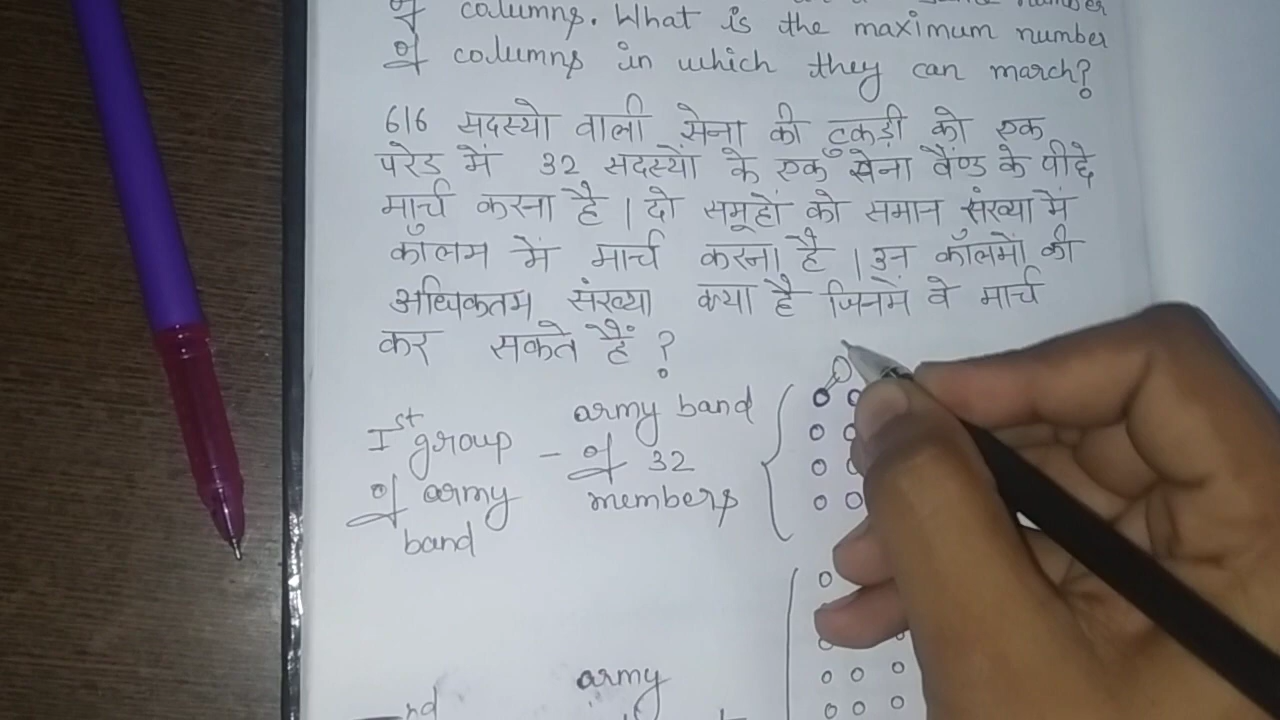 of columns. What is the maximum number
of columns in which they can march?
616 सदस्यो वाली सेना की टुकड़ी को एक
परेड में 32 सदस्यों के एक सेना बैण्ड के पीछे
मार्च करना है । दो समूहों को समान संख्या में
कॉलम में मार्च करना है । उन कॉलमों की
अधिकतम संख्या क्या है जिनमें वे मार्च
कर सकते हैं ?
Ist group - army band
of army of 32
band members
nd army